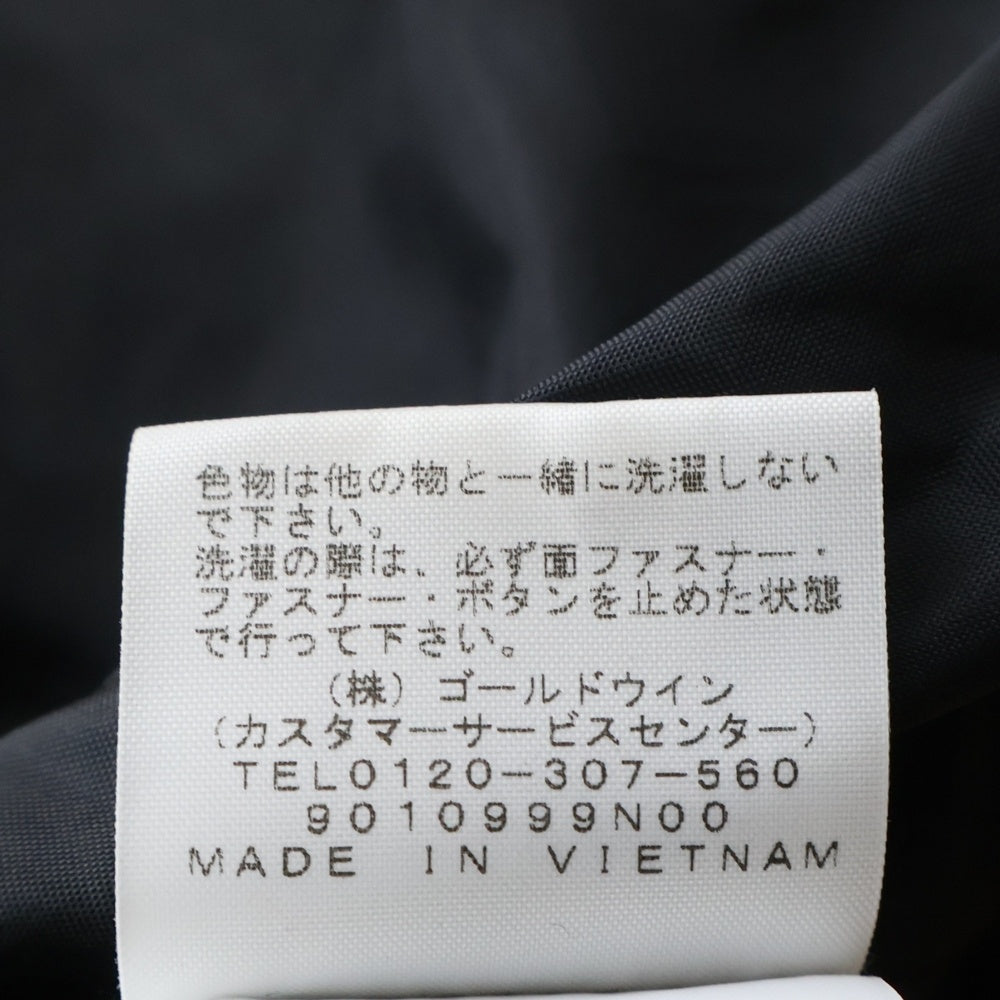 色物は他の物と一緒に洗濯しない
で下さい。
洗濯の際は、必ず面ファスナー・
ファスナー・ボタンを止めた状態
で行って下さい。
(株)ゴールドウイン
(カスタマーサービスセンター)
TEL0120-307-560
9010999N00
MADE IN VIETNAM